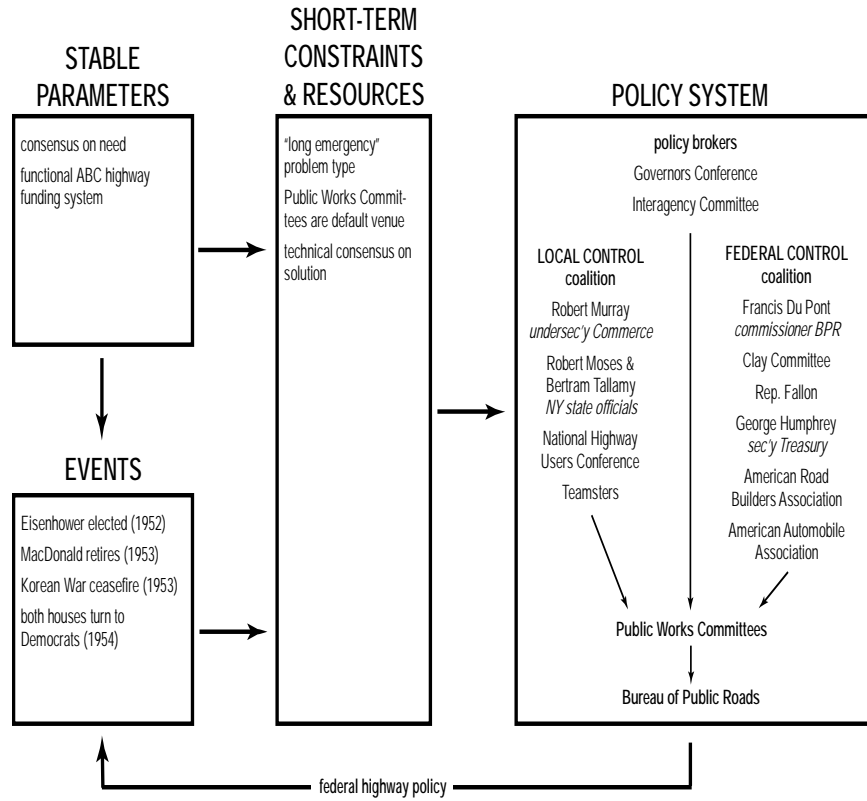 STABLE
PARAMETERS
consensus on need
functional ABC highway
funding system
EVENTS
Eisenhower elected (1952)
MacDonald retires (1953)
Korean War ceasefire (1953)
both houses turn to
Democrats (1954)
SHORT-TERM
CONSTRAINTS
& RESOURCES
“long emergency”
problem type
Public Works Commit-
tees are default venue
technical consensus on
solution
POLICY SYSTEM
policy brokers
Governors Conference
Interagency Committee
LOCAL CONTROL
coalition
Robert Murray
undersec'y Commerce
Robert Moses &
Bertram Tallamy
NY state officials
National Highway
Users Conference
Teamsters
FEDERAL CONTROL
coalition
Francis Du Pont
commissioner BPR
Clay Committee
Rep. Fallon
George Humphrey
sec'y Treasury
American Road
Builders Association
American Automobile
Association
Public Works Committees
Bureau of Public Roads
federal highway policy